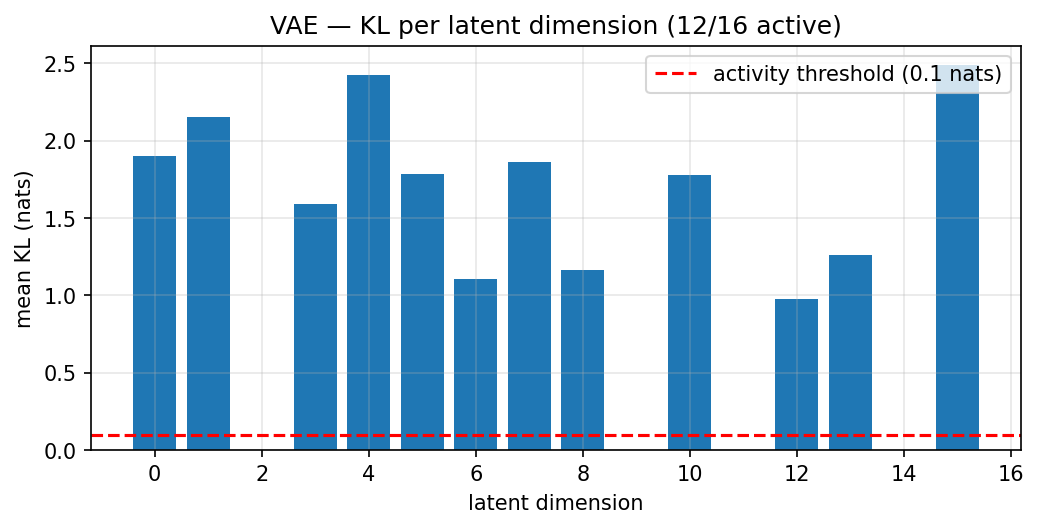 VAE — KL per latent dimension (12/16 active)
activity threshold (0.1 nats)
mean KL (nats)
2.5
2.0
1.5
1.0
0.5
0.0
0 2 4 6 8 10 12 14 16
latent dimension